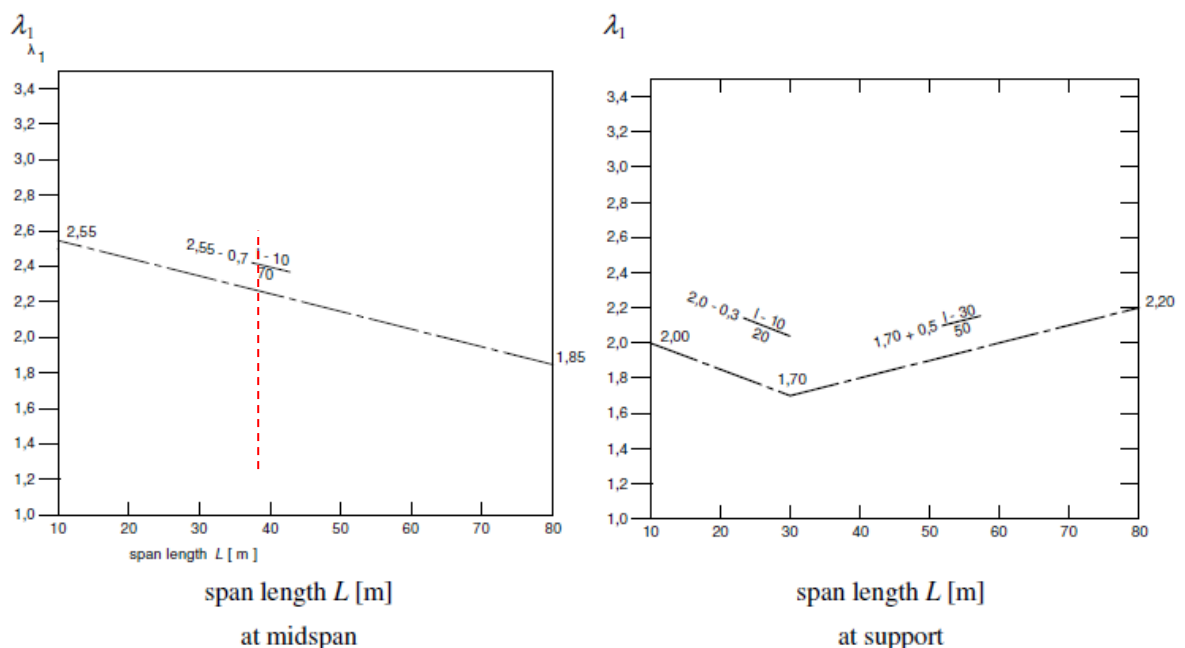 λ₁
λ₁
3,4
3,2
3,0
2,8
2,6
2,4
2,2
2,0
1,8
1,6
1,4
1,2
1,0
2,55
2,55 - 0,7 l - 10
70
1,85
10 20 30 40 50 60 70 80
span length L [ m ]
span length L [m]
at midspan
λ₁
3,4
3,2
3,0
2,8
2,6
2,4
2,2
2,0
1,8
1,6
1,4
1,2
1,0
2,00
2,0 - 0,3 l - 10
20
1,70
1,70 + 0,5 l - 30
50
2,20
10 20 30 40 50 60 70 80
span length L [m]
at support